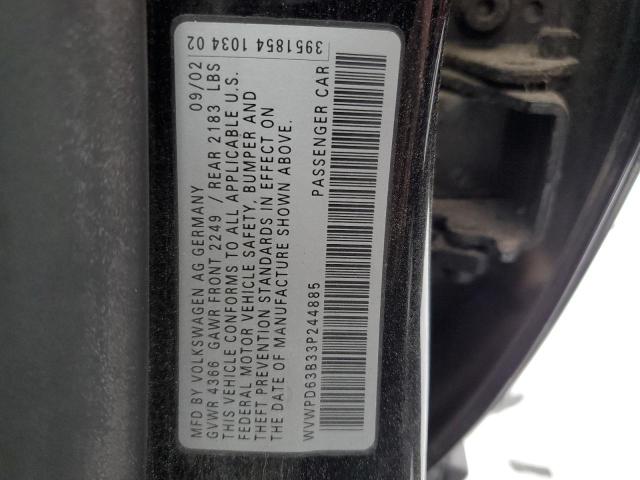 MFD BY VOLKSWAGEN AG GERMANY 09/02
GVWR 4366 GAWR FRONT 2249 / REAR 2183 LBS
THIS VEHICLE CONFORMS TO ALL APPLICABLE U.S.
FEDERAL MOTOR VEHICLE SAFETY, BUMPER AND
THEFT PREVENTION STANDARDS IN EFFECT ON
THE DATE OF MANUFACTURE SHOWN ABOVE.
WVWPD63B33P244885 PASSENGER CAR
3951854 1034 02